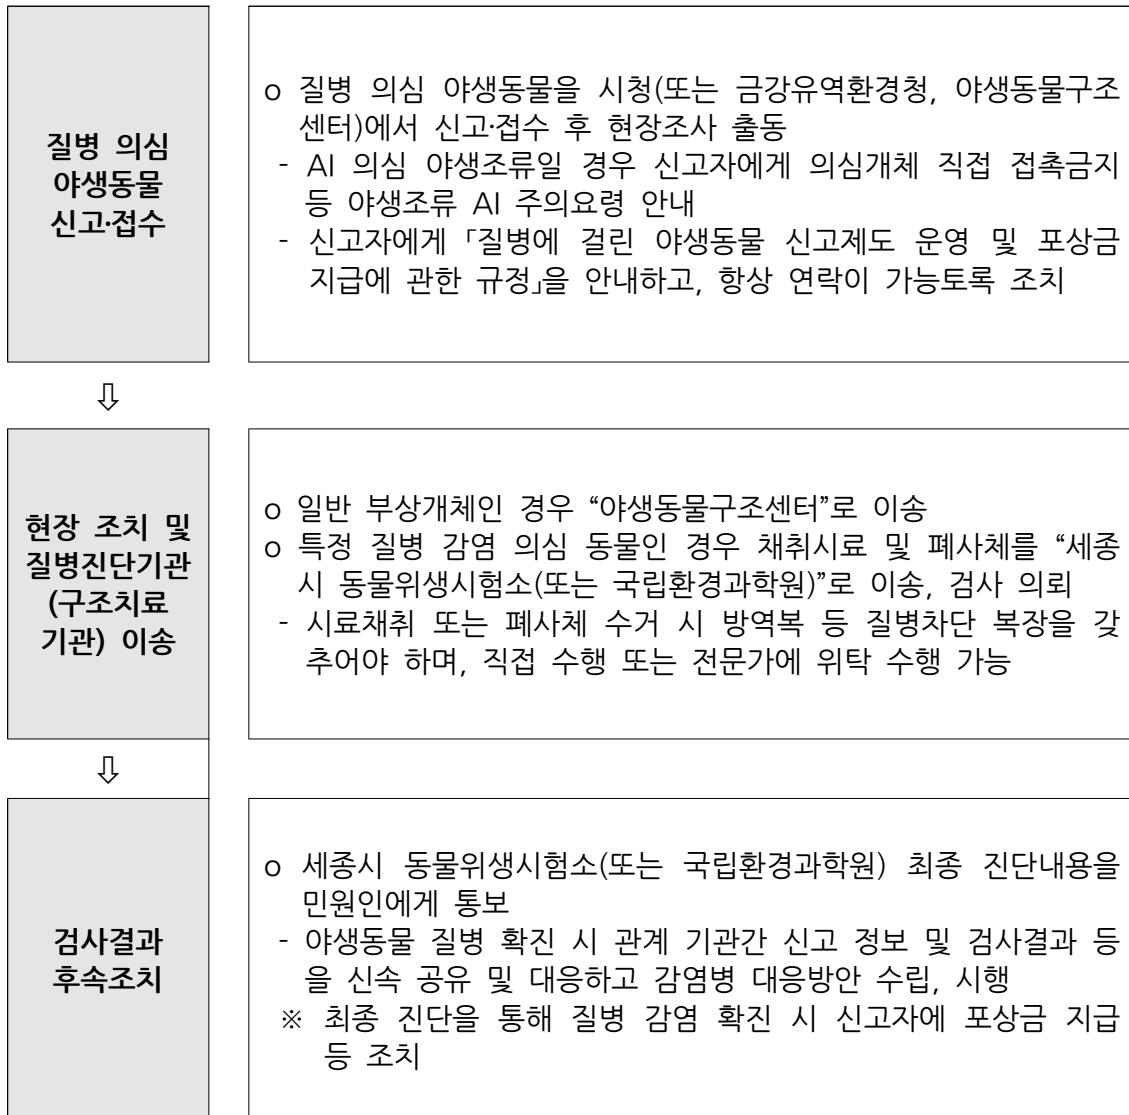 질병 의심
야생동물
신고·접수
o 질병 의심 야생동물을 시청(또는 금강유역환경청, 야생동물구조
센터)에서 신고·접수 후 현장조사 출동
- AI 의심 야생조류일 경우 신고자에게 의심개체 직접 접촉금지
등 야생조류 AI 주의요령 안내
- 신고자에게 「질병에 걸린 야생동물 신고제도 운영 및 포상금
지급에 관한 규정」을 안내하고, 항상 연락이 가능토록 조치
⇩
현장 조치 및
질병진단기관
(구조치료
기관) 이송
o 일반 부상개체인 경우 “야생동물구조센터”로 이송
o 특정 질병 감염 의심 동물인 경우 채취시료 및 폐사체를 “세종
시 동물위생시험소(또는 국립환경과학원)”로 이송, 검사 의뢰
- 시료채취 또는 폐사체 수거 시 방역복 등 질병차단 복장을 갖
추어야 하며, 직접 수행 또는 전문가에 위탁 수행 가능
⇩
검사결과
후속조치
o 세종시 동물위생시험소(또는 국립환경과학원) 최종 진단내용을
민원인에게 통보
- 야생동물 질병 확진 시 관계 기관간 신고 정보 및 검사결과 등
을 신속 공유 및 대응하고 감염병 대응방안 수립, 시행
※ 최종 진단을 통해 질병 감염 확진 시 신고자에 포상금 지급
등 조치